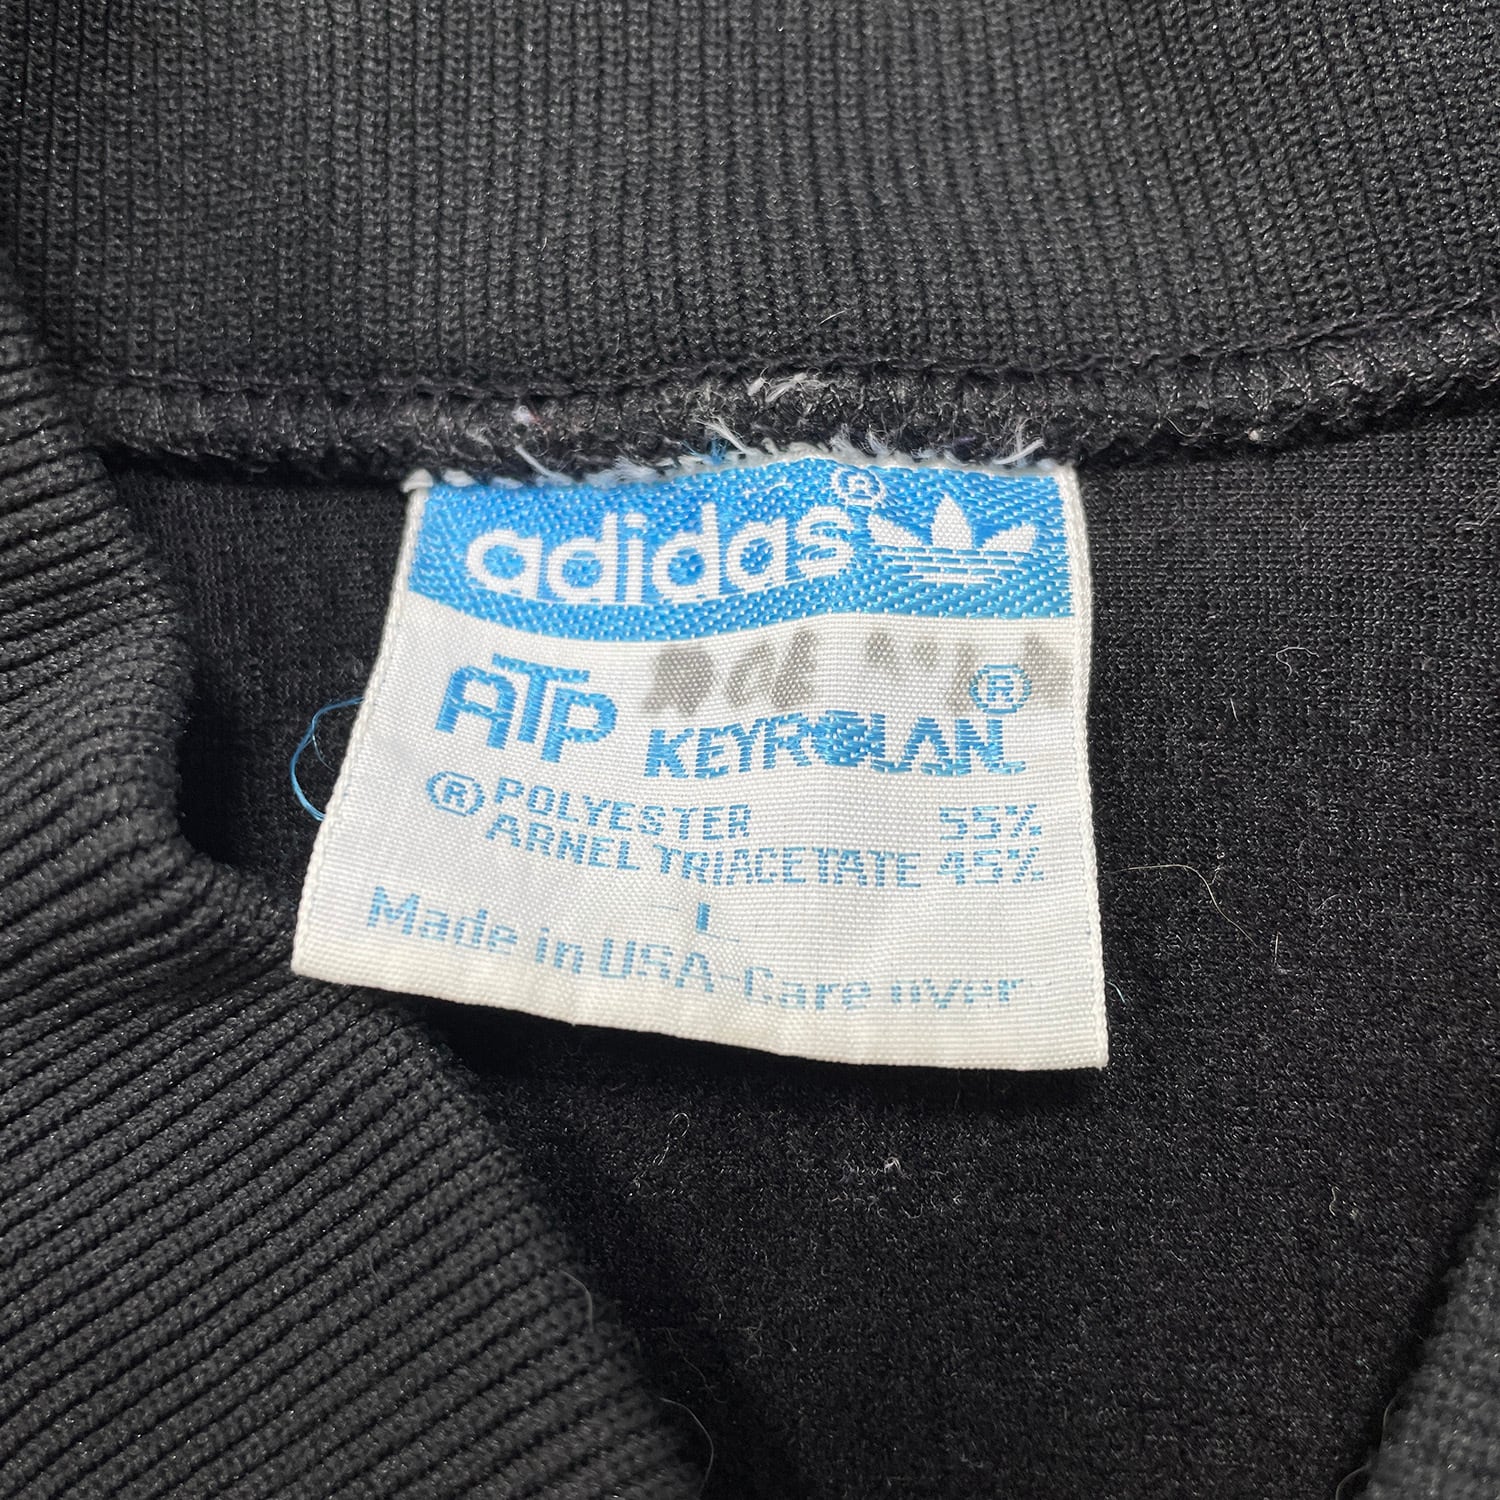 adidas®
ATP KEYROLAN®
® POLYESTER 55%
ARNEL TRIACETATE 45%
L
Made in USA-Care over